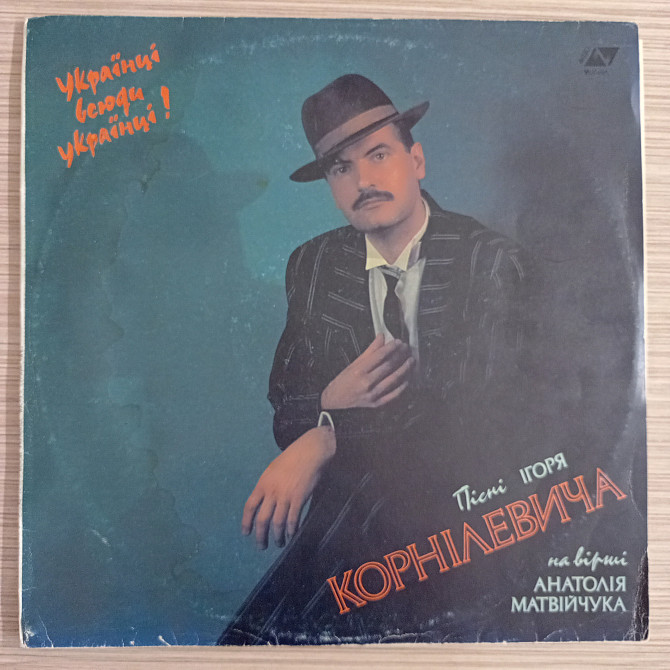 Українці
всюди
українці!
Пісні ІГОРЯ
КОРНІЛЕВИЧА
на вірші
АНАТОЛІЯ
МАТВІЙЧУКА